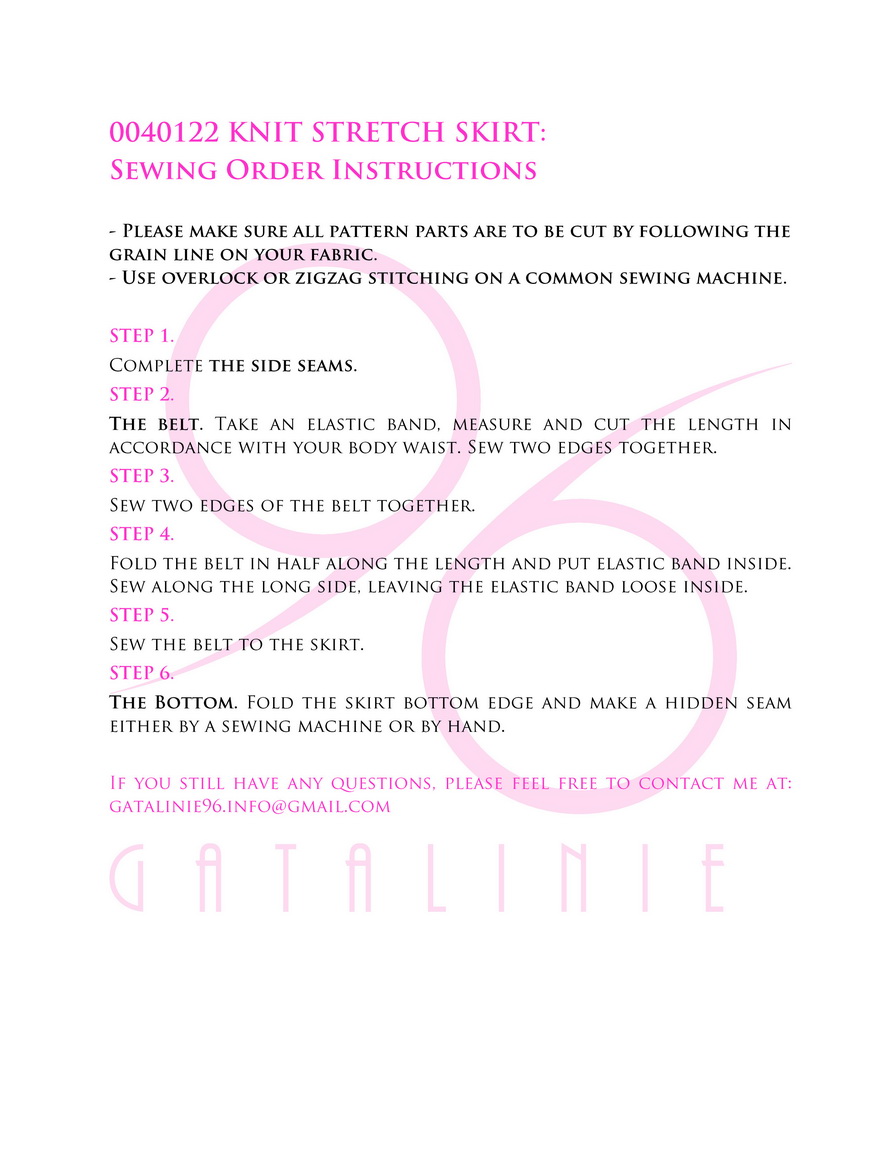 0040122 KNIT STRETCH SKIRT:
SEWING ORDER INSTRUCTIONS
- PLEASE MAKE SURE ALL PATTERN PARTS ARE TO BE CUT BY FOLLOWING THE
GRAIN LINE ON YOUR FABRIC.
- USE OVERLOCK OR ZIGZAG STITCHING ON A COMMON SEWING MACHINE.
STEP 1.
COMPLETE THE SIDE SEAMS.
STEP 2.
THE BELT. TAKE AN ELASTIC BAND, MEASURE AND CUT THE LENGTH IN
ACCORDANCE WITH YOUR BODY WAIST. SEW TWO EDGES TOGETHER.
STEP 3.
SEW TWO EDGES OF THE BELT TOGETHER.
STEP 4.
FOLD THE BELT IN HALF ALONG THE LENGTH AND PUT ELASTIC BAND INSIDE.
SEW ALONG THE LONG SIDE, LEAVING THE ELASTIC BAND LOOSE INSIDE.
STEP 5.
SEW THE BELT TO THE SKIRT.
STEP 6.
THE BOTTOM. FOLD THE SKIRT BOTTOM EDGE AND MAKE A HIDDEN SEAM
EITHER BY A SEWING MACHINE OR BY HAND.
IF YOU STILL HAVE ANY QUESTIONS, PLEASE FEEL FREE TO CONTACT ME AT:
GATALINIE96.INFO@GMAIL.COM
96
GATALINIE